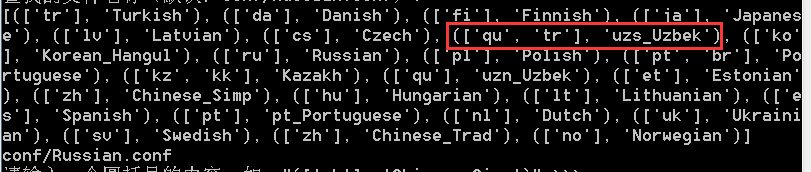 [(['tr'], 'Turkish'), (['da'], 'Danish'), (['fi'], 'Finnish'), (['ja'], 'Japanes
e'), (['lv'], 'Latvian'), (['cs'], 'Czech'), (['qu', 'tr'], 'uzs_Uzbek'), (['ko'
], 'Korean_Hangul'), (['ru'], 'Russian'), (['pl'], 'Polish'), (['pt', 'br'], 'Po
rtuguese'), (['kz', 'kk'], 'Kazakh'), (['qu'], 'uzn_Uzbek'), (['et'], 'Estonian'
), (['zh'], 'Chinese_Simp'), (['hu'], 'Hungarian'), (['lt'], 'Lithuanian'), (['e
s'], 'Spanish'), (['pt'], 'pt_Portuguese'), (['nl'], 'Dutch'), (['uk'], 'Ukraini
an'), (['sv'], 'Swedish'), (['zh'], 'Chinese_Trad'), (['no'], 'Norwegian')]
conf/Russian.conf